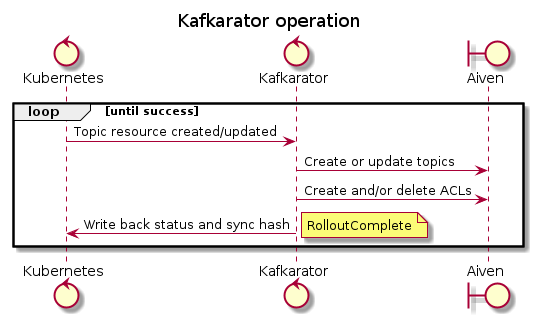 Kafkarator operation
Kubernetes
Kafkarator
Aiven
loop [until success]
Topic resource created/updated
Create or update topics
Create and/or delete ACLs
Write back status and sync hash
RolloutComplete
Kubernetes
Kafkarator
Aiven